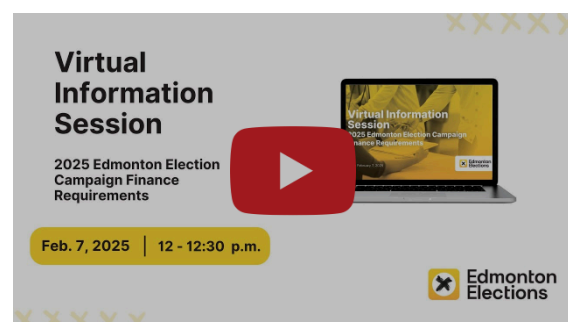 Virtual
Information
Session
2025 Edmonton Election
Campaign Finance
Requirements
Feb. 7, 2025 | 12 - 12:30 p.m.
Virtual Information
Session
2025 Edmonton Election Campaign
Finance Requirements
Edmonton
Elections
Edmonton
Elections